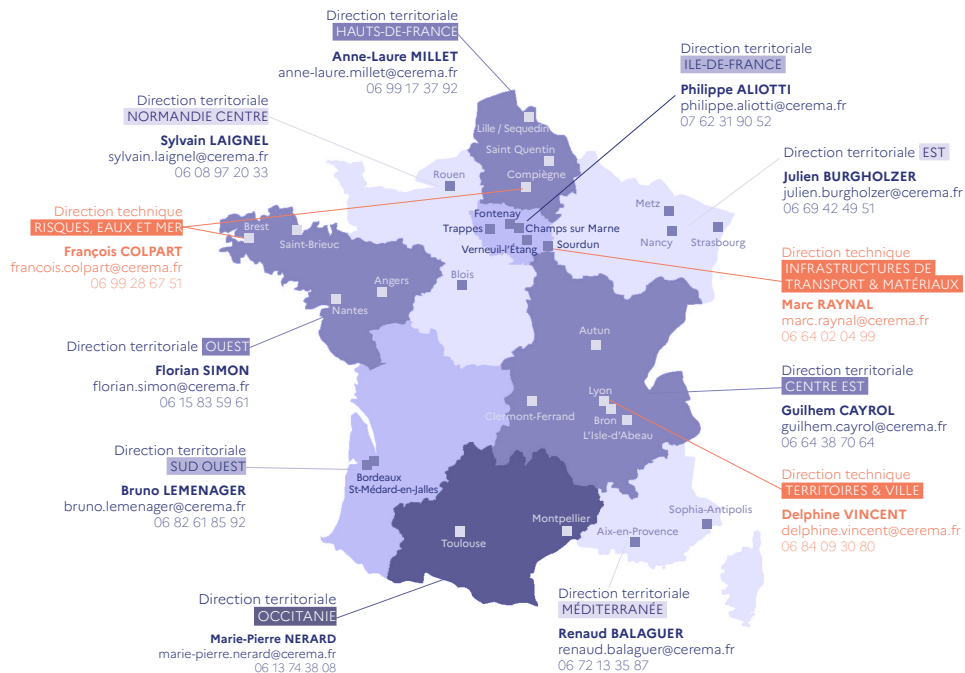 Direction territoriale
HAUTS-DE-FRANCE
Anne-Laure MILLET
anne-laure.millet@cerema.fr
06 99 17 37 92
Direction territoriale
ILE-DE-FRANCE
Philippe ALIOTTI
philippe.aliotti@cerema.fr
07 62 31 90 52
Direction territoriale
NORMANDIE CENTRE
Sylvain LAIGNEL
sylvain.laignel@cerema.fr
06 08 97 20 33
Direction territoriale EST
Julien BURGHOLZER
julien.burgholzer@cerema.fr
06 69 42 49 51
Direction technique
RISQUES, EAUX ET MER
François COLPART
francois.colpart@cerema.fr
06 99 28 67 51
Direction technique
INFRASTRUCTURES DE
TRANSPORT & MATÉRIAUX
Marc RAYNAL
marc.raynal@cerema.fr
06 64 02 04 99
Direction territoriale OUEST
Florian SIMON
florian.simon@cerema.fr
06 15 83 59 61
Direction territoriale
CENTRE EST
Guilhem CAYROL
guilhem.cayrol@cerema.fr
06 64 38 70 64
Direction territoriale
SUD OUEST
Bruno LEMENAGER
bruno.lemenager@cerema.fr
06 82 61 85 92
Direction technique
TERRITOIRES & VILLE
Delphine VINCENT
delphine.vincent@cerema.fr
06 84 09 30 80
Direction territoriale
OCCITANIE
Marie-Pierre NERARD
marie-pierre.nerard@cerema.fr
06 13 74 38 08
Direction territoriale
MÉDITERRANÉE
Renaud BALAGUER
renaud.balaguer@cerema.fr
06 72 13 35 87
Lille / Sequedin
Saint Quentin
Compiègne
Rouen
Fontenay
Trappes
Champs sur Marne
Verneuil-l'Étang
Sourdun
Metz
Nancy
Strasbourg
Brest
Saint-Brieuc
Angers
Nantes
Blois
Autun
Lyon
Clermont-Ferrand
Bron
L'Isle-d'Abeau
Bordeaux
St-Médard-en-Jalles
Toulouse
Montpellier
Aix-en-Provence
Sophia-Antipolis